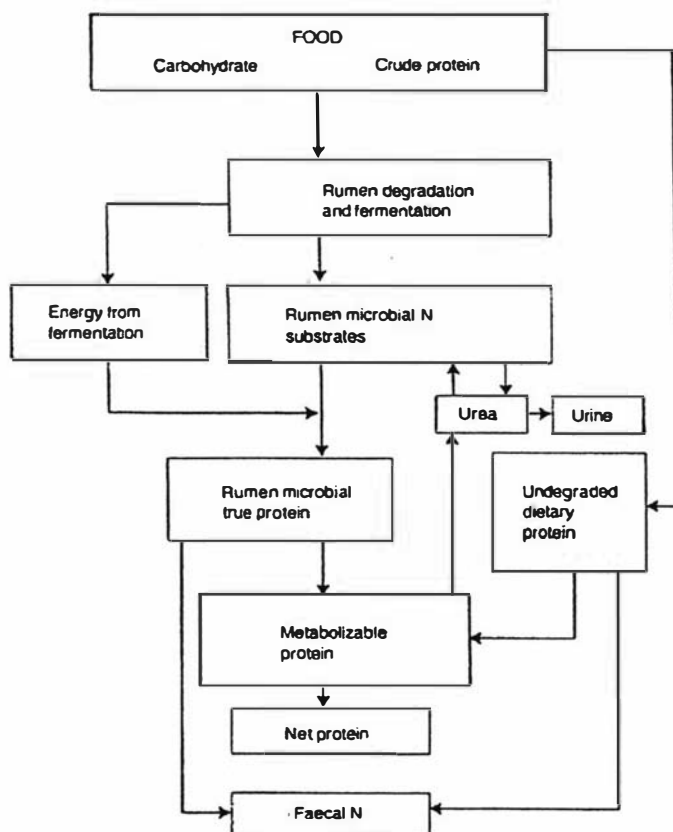 FOOD
Carbohydrate Crude protein
Rumen degradation
and fermentation
Energy from
fermentation
Rumen microbial N
substrates
Urea
Urine
Rumen microbial
true protein
Undegraded
dietary
protein
Metabolizable
protein
Net protein
Faecal N